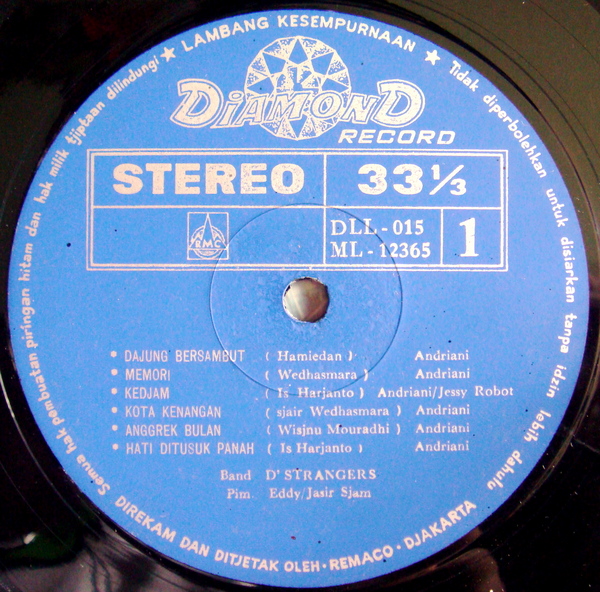 ★ LAMBANG KESEMPURNAAN ★
Tidak diperbolehkan untuk disiarkan tanpa idzin lebih dahulu
Semua hak pembuatan piringan hitam dan hak milik tjiptaan dilindungi
DIAMOND
RECORD
STEREO 33 1/3
RMC DLL - 015 1
ML - 12365
• DAJUNG BERSAMBUT ( Hamiedan ) Andriani
• MEMORI ( Wedhasmara ) Andriani
• KEDJAM ( Is Harjanto ) Andriani/Jessy Robot
• KOTA KENANGAN ( sjair Wedhasmara ) Andriani
• ANGGREK BULAN ( Wisjnu Mouradhi ) Andriani
• HATI DITUSUK PANAH ( Is Harjanto ) Andriani
Band D' STRANGERS
Pim. Eddy/Jasir Sjam
DIREKAM DAN DITJETAK OLEH • REMACO • DJAKARTA